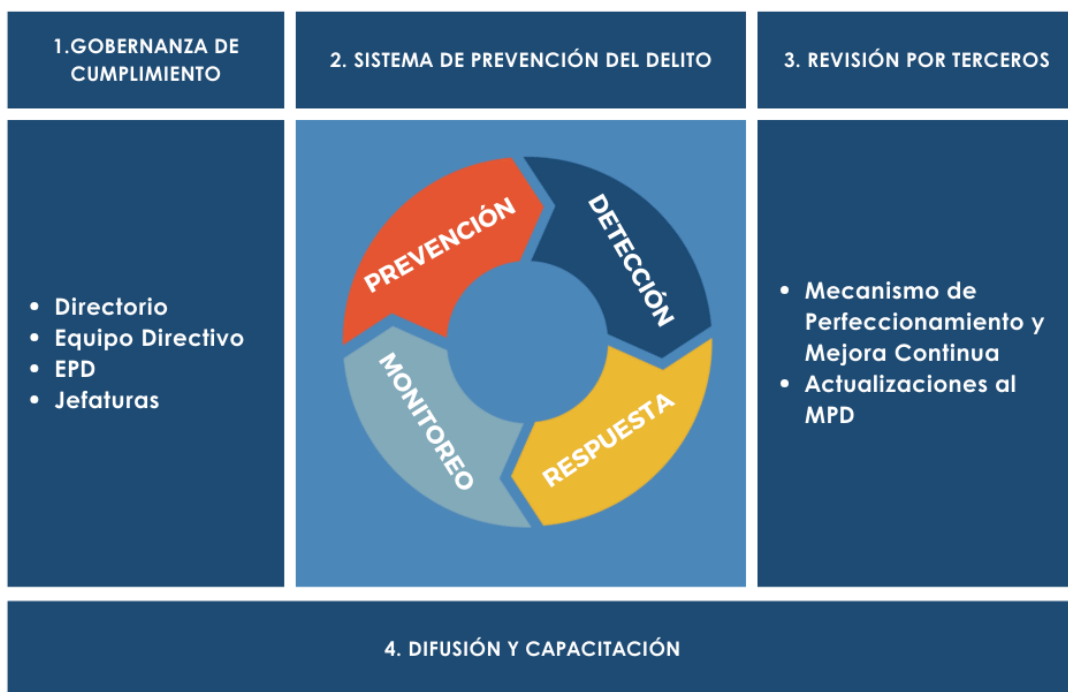 1.GOBERNANZA DE
CUMPLIMIENTO
2. SISTEMA DE PREVENCIÓN DEL DELITO
3. REVISIÓN POR TERCEROS
• Directorio
• Equipo Directivo
• EPD
• Jefaturas
PREVENCIÓN
DETECCIÓN
RESPUESTA
MONITOREO
• Mecanismo de
Perfeccionamiento y
Mejora Continua
• Actualizaciones al
MPD
4. DIFUSIÓN Y CAPACITACIÓN